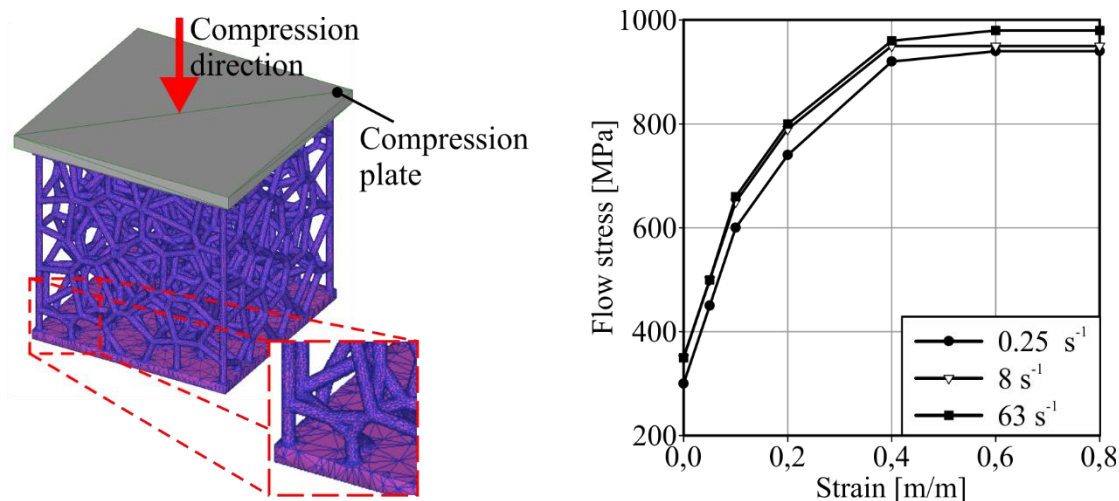 Compression
direction
Compression
plate
1000
800
600
400
200
Flow stress [MPa]
0.25 s⁻¹
8 s⁻¹
63 s⁻¹
0,0 0,2 0,4 0,6 0,8
Strain [m/m]